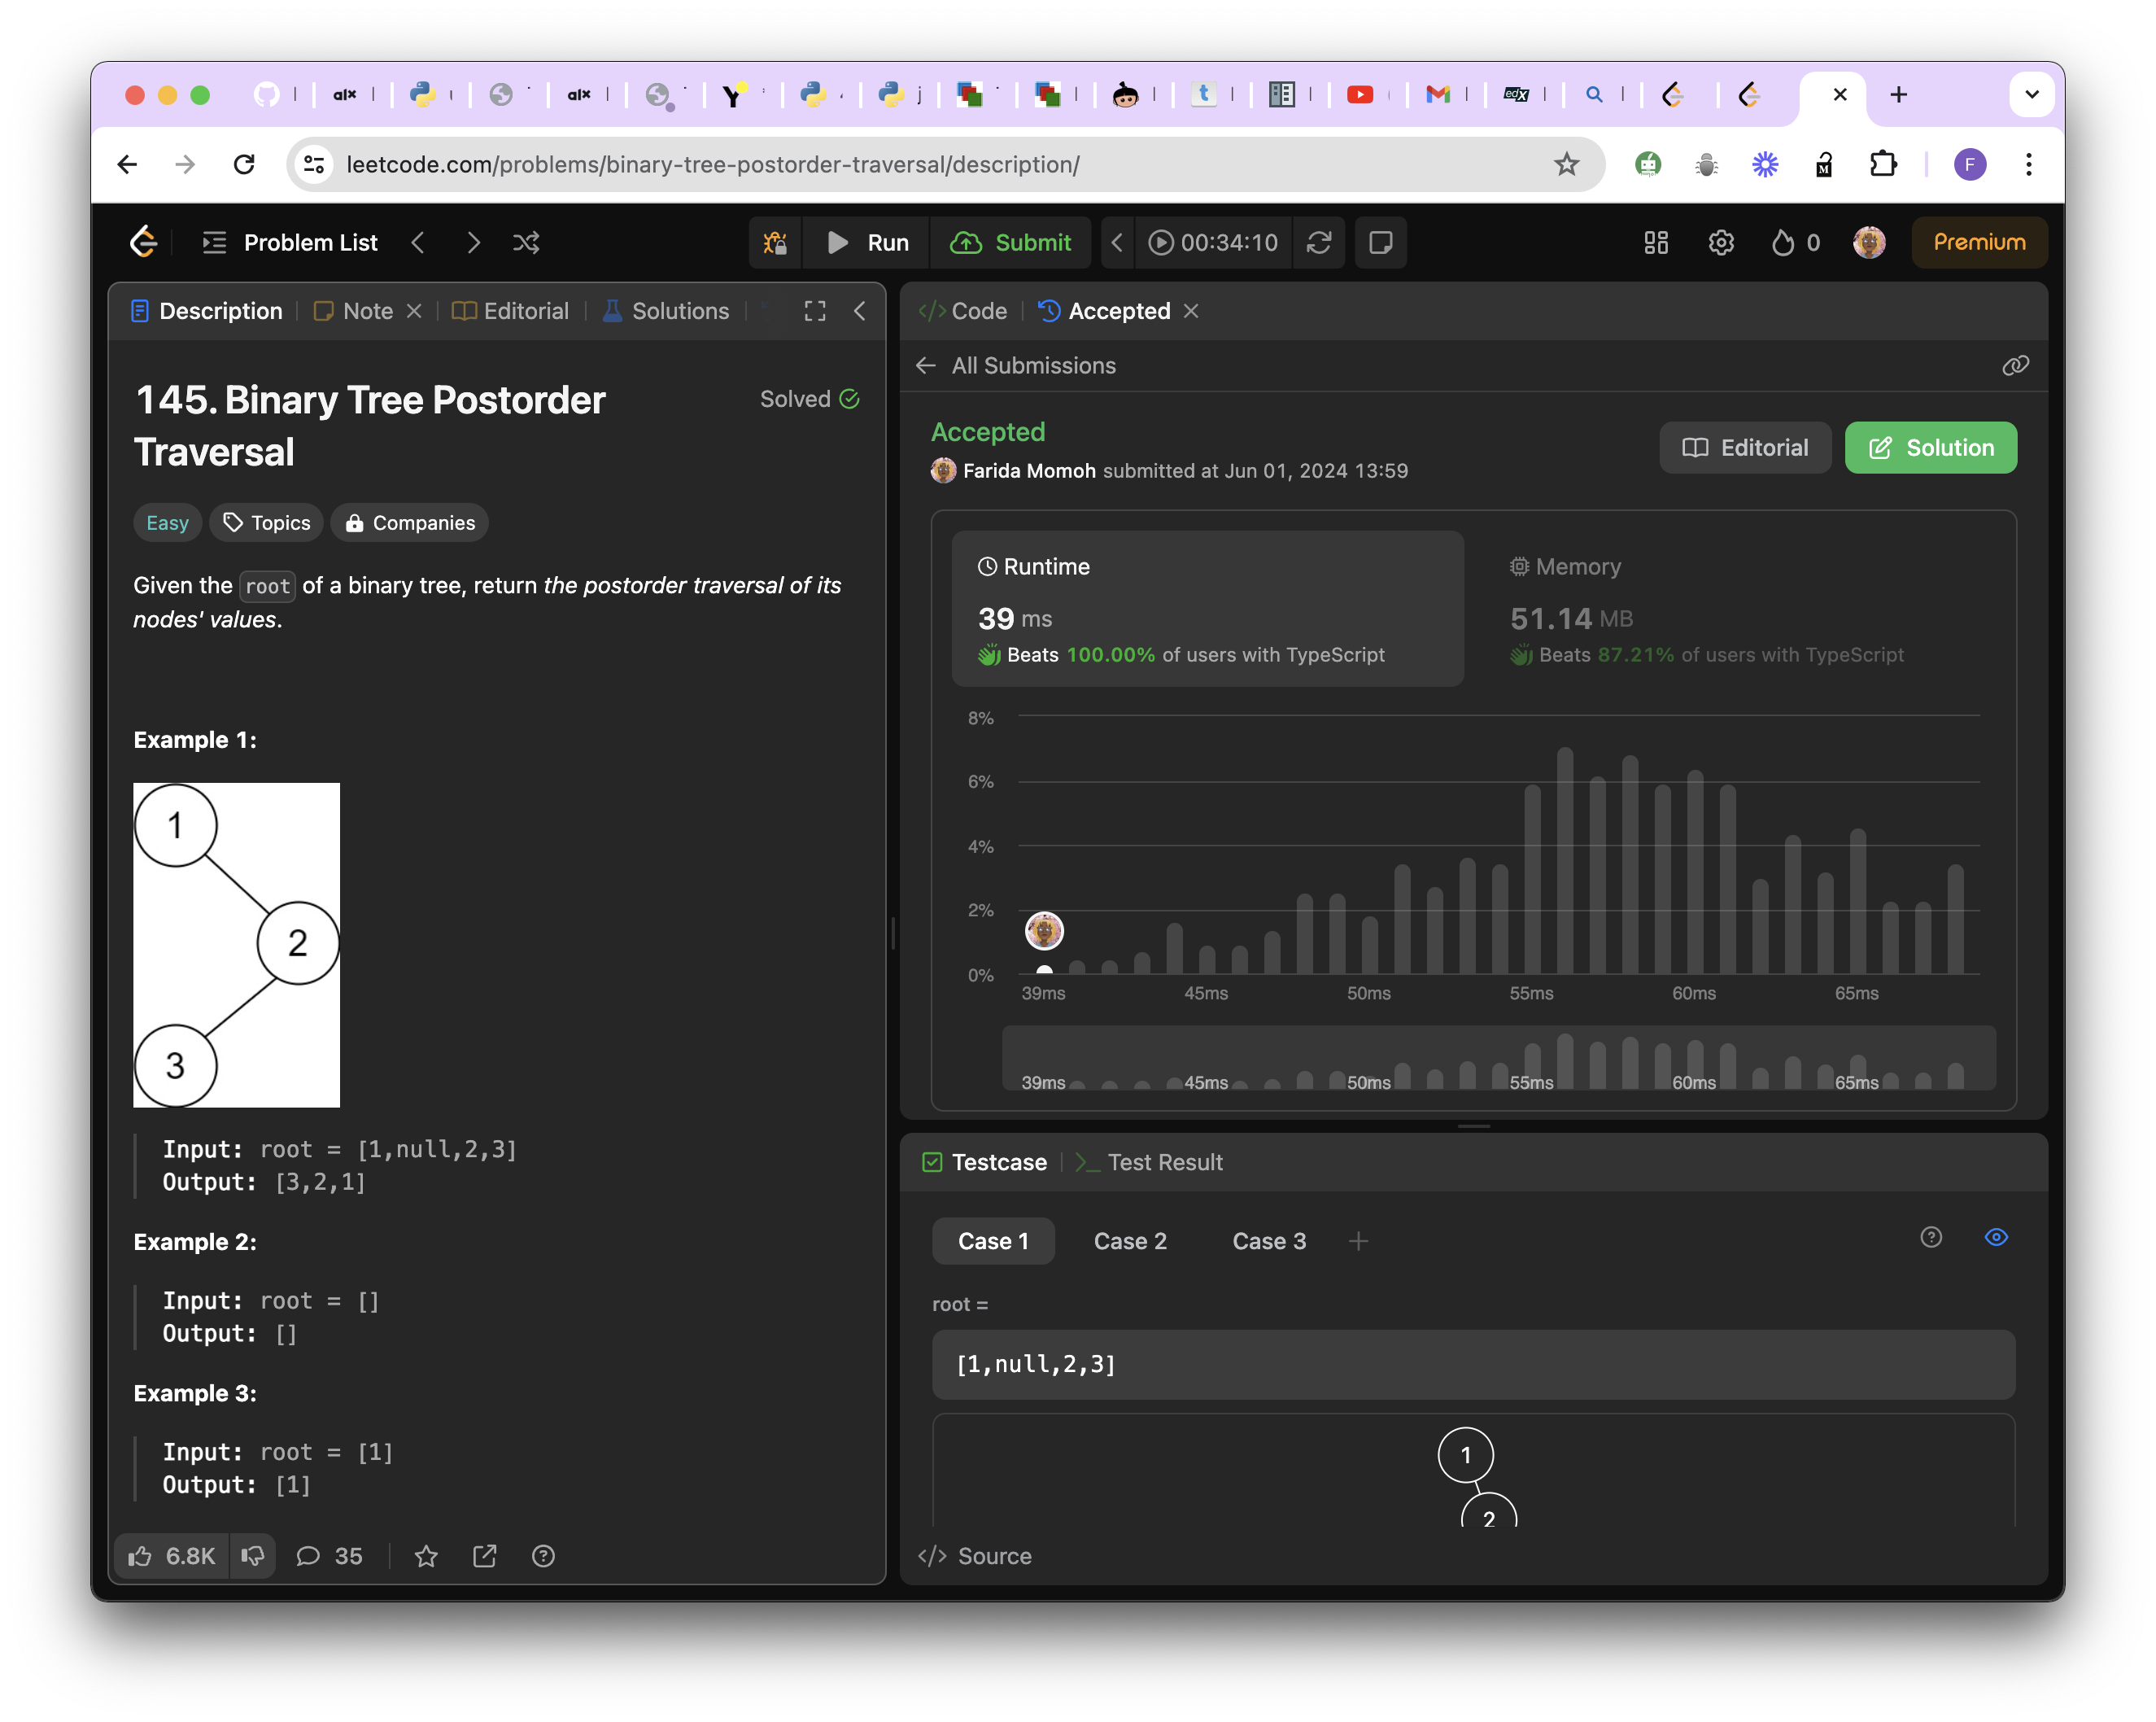 leetcode.com/problems/binary-tree-postorder-traversal/description/
F
Problem List
Run
Submit
00:34:10
0
Premium
Description
Note
Editorial
Solutions
145. Binary Tree Postorder
Traversal
Solved
Easy
Topics
Companies
Given the root of a binary tree, return the postorder traversal of its
nodes' values.
Example 1:
1
2
3
Input: root = [1,null,2,3]
Output: [3,2,1]
Example 2:
Input: root = []
Output: []
Example 3:
Input: root = [1]
Output: [1]
6.8K
35
Code
Accepted
All Submissions
Accepted
Farida Momoh submitted at Jun 01, 2024 13:59
Editorial
Solution
Runtime
39 ms
Beats 100.00% of users with TypeScript
Memory
51.14 MB
Beats 87.21% of users with TypeScript
8%
6%
4%
2%
0%
39ms 45ms 50ms 55ms 60ms 65ms
39ms 45ms 50ms 55ms 60ms 65ms
Testcase
Test Result
Case 1
Case 2
Case 3
root =
[1,null,2,3]
1
2
Source